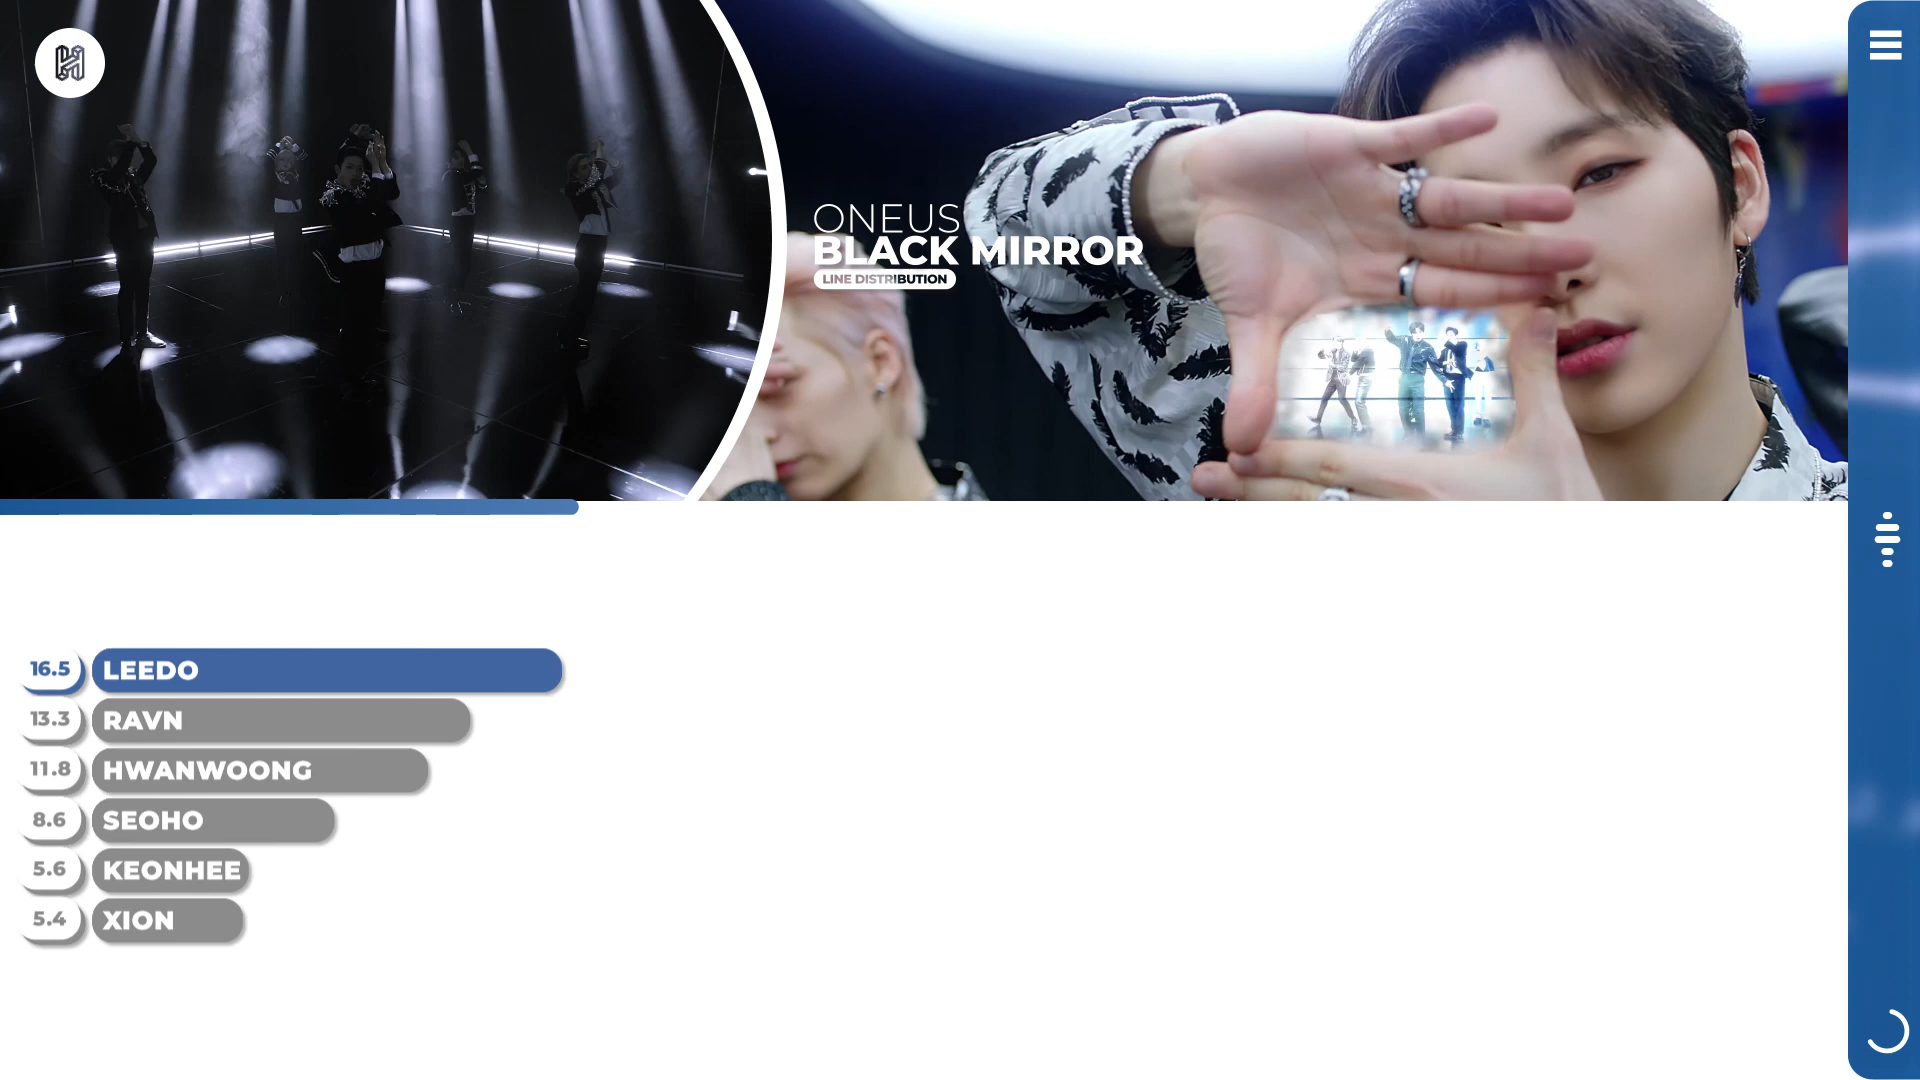 ONEUS
BLACK MIRROR
LINE DISTRIBUTION
16.5 LEEDO
13.3 RAVN
11.8 HWANWOONG
8.6 SEOHO
5.6 KEONHEE
5.4 XION